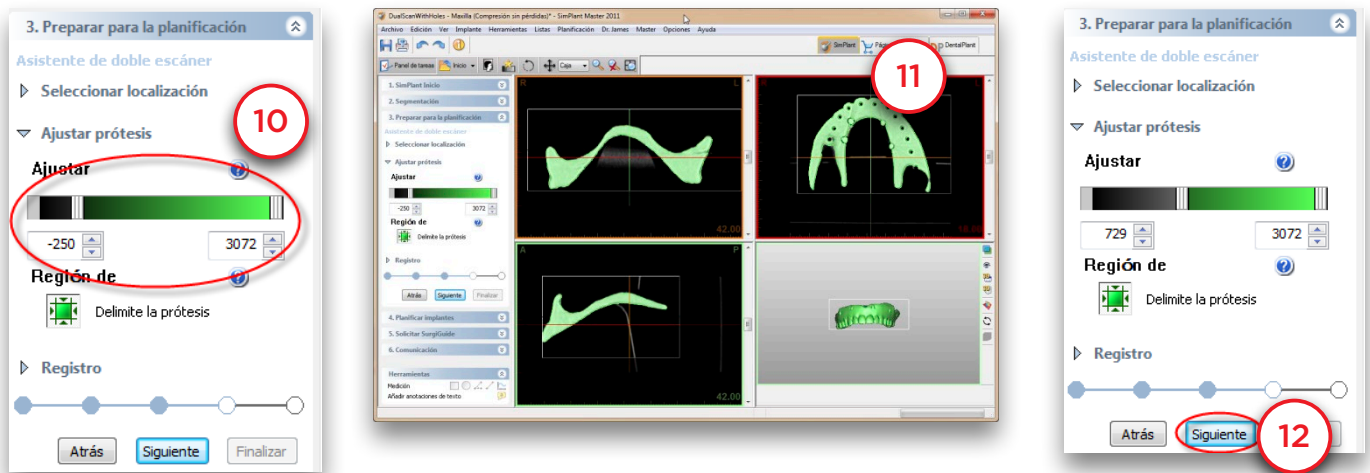 3. Preparar para la planificación
Asistente de doble escáner
Seleccionar localización
10
Ajustar prótesis
Ajustar
-250
3072
Región de
Delimite la prótesis
Registro
Atrás
Siguiente
Finalizar
DualScanWithHoles - Maxilla (Compresión sin pérdidas)* - SimPlant Master 2011
Archivo Edición Ver Implante Herramientas Listas Planificación Dr. James Master Opciones Ayuda
SimPlant
DentalPlant
11
Panel de tareas
Inicio
Caja
1. SimPlant Inicio
2. Segmentación
3. Preparar para la planificación
Asistente de doble escáner
Seleccionar localización
Ajustar prótesis
Ajustar
-250
3072
Región de
Delimite la prótesis
Registro
Atrás
Siguiente
Finalizar
4. Planificar implantes
5. Solicitar SurgiGuide
6. Comunicación
Herramientas
Medición
Añadir anotaciones de texto
R
L
42.00
L
A
P
42.00
3. Preparar para la planificación
Asistente de doble escáner
Seleccionar localización
Ajustar prótesis
Ajustar
729
3072
Región de
Delimite la prótesis
Registro
Atrás
Siguiente
12